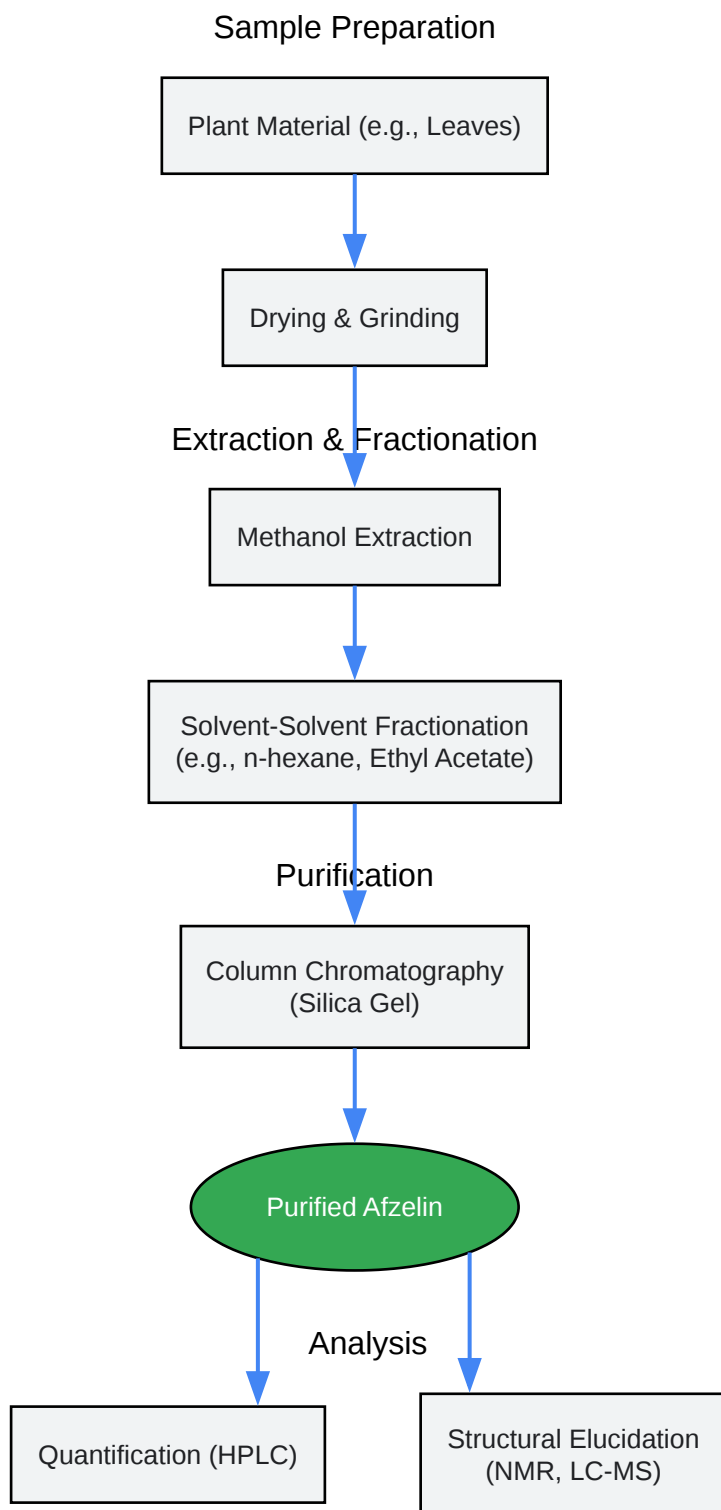 Sample Preparation
Plant Material (e.g., Leaves)
Drying & Grinding
Extraction & Fractionation
Methanol Extraction
Solvent-Solvent Fractionation
(e.g., n-hexane, Ethyl Acetate)
Purification
Column Chromatography
(Silica Gel)
Purified Afzelin
Analysis
Quantification (HPLC)
Structural Elucidation
(NMR, LC-MS)